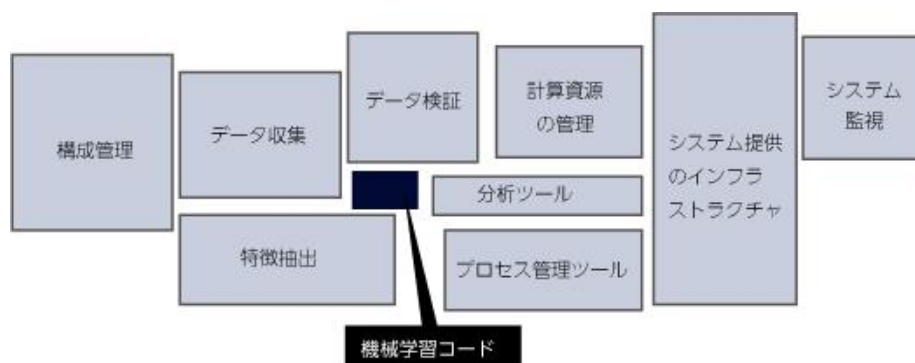 構成管理
データ収集
データ検証
計算資源
の管理
システム提供
のインフラ
ストラクチャ
システム
監視
分析ツール
特徴抽出
プロセス管理ツール
機械学習コード